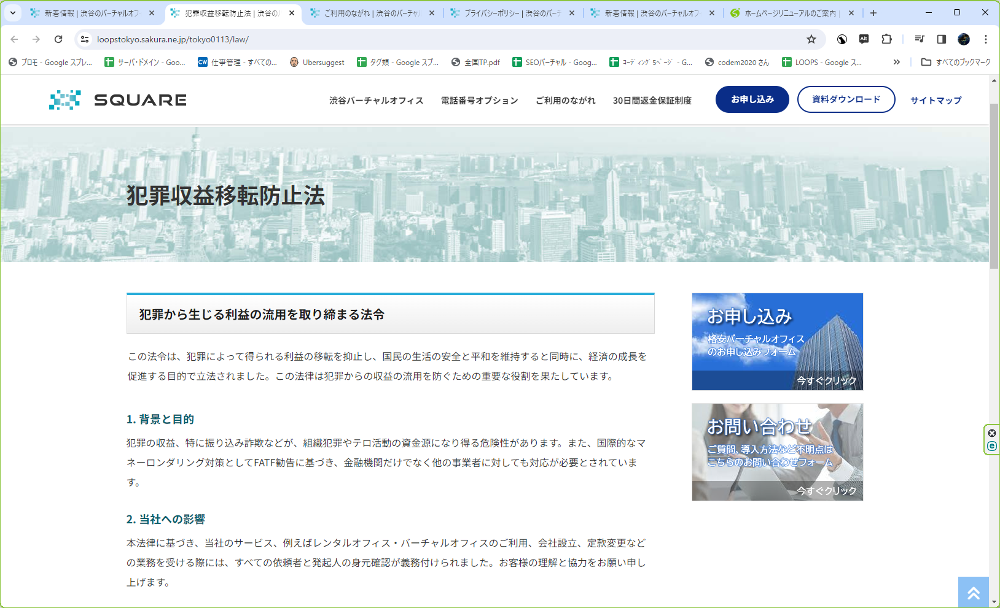 新着情報 | 渋谷のバーチャルオフ
犯罪収益移転防止法 | 渋谷の
ご利用のながれ | 渋谷のバーチャ
プライバシーポリシー | 渋谷のバーチ
新着情報 | 渋谷のバーチャルオフ
ホームページリニューアルのご案内 |
loopstokyo.sakura.ne.jp/tokyo0113/law/
プロモ - Google スプレ...
サーバ・ドメイン - Goo...
CW 仕事管理 - すべての...
Ubersuggest
タグ類 - Google スプ...
全国TP.pdf
SEOバーチャル - Goog...
ｺｰﾃﾞｨﾝｸﾞ 5ﾍﾟｰｼﾞ - G...
codem2020 さん
LOOPS - Google ス...
すべてのブックマーク
SQUARE
渋谷バーチャルオフィス
電話番号オプション
ご利用のながれ
30日間返金保証制度
お申し込み
資料ダウンロード
サイトマップ
犯罪収益移転防止法
犯罪から生じる利益の流用を取り締まる法令
この法令は、犯罪によって得られる利益の移転を抑止し、国民の生活の安全と平和を維持すると同時に、経済の成長を
促進する目的で立法されました。この法律は犯罪からの収益の流用を防ぐための重要な役割を果たしています。
1. 背景と目的
犯罪の収益、特に振り込み詐欺などが、組織犯罪やテロ活動の資金源になり得る危険性があります。また、国際的なマ
ネーロンダリング対策としてFATF勧告に基づき、金融機関だけでなく他の事業者に対しても対応が必要とされていま
す。
2. 当社への影響
本法律に基づき、当社のサービス、例えばレンタルオフィス・バーチャルオフィスのご利用、会社設立、定款変更など
の業務を受ける際には、すべての依頼者と発起人の身元確認が義務付けられました。お客様の理解と協力をお願い申し
上げます。
お申し込み
格安バーチャルオフィス
のお申し込みフォーム
今すぐクリック
お問い合わせ
ご質問、導入方法など不明点は
こちらのお問い合わせフォーム
今すぐクリック